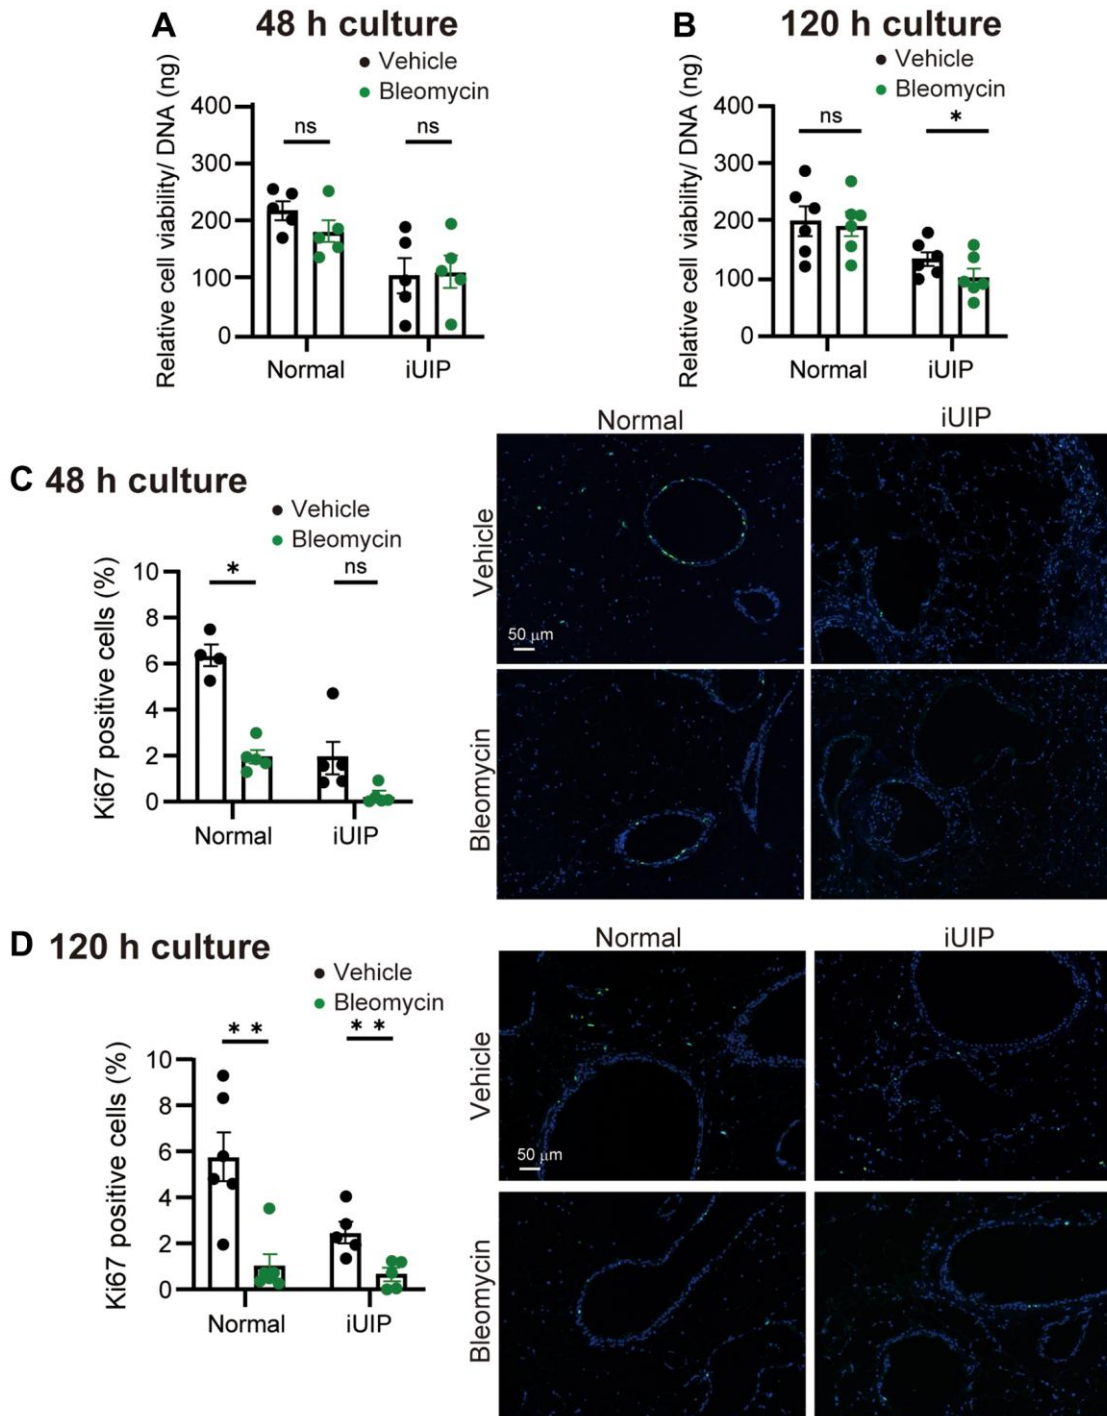 A 48 h culture
Vehicle
Bleomycin
Relative cell viability/ DNA (ng)
400
300
200
100
0
ns
ns
Normal
iUIP
B 120 h culture
Vehicle
Bleomycin
Relative cell viability/ DNA (ng)
400
300
200
100
0
ns
*
Normal
iUIP
C 48 h culture
Vehicle
Bleomycin
Ki67 positive cells (%)
10
8
6
4
2
0
*
ns
Normal
iUIP
Normal
iUIP
Vehicle
50 μm
Bleomycin
D 120 h culture
Vehicle
Bleomycin
Ki67 positive cells (%)
10
8
6
4
2
0
* *
* *
Normal
iUIP
Normal
iUIP
Vehicle
50 μm
Bleomycin